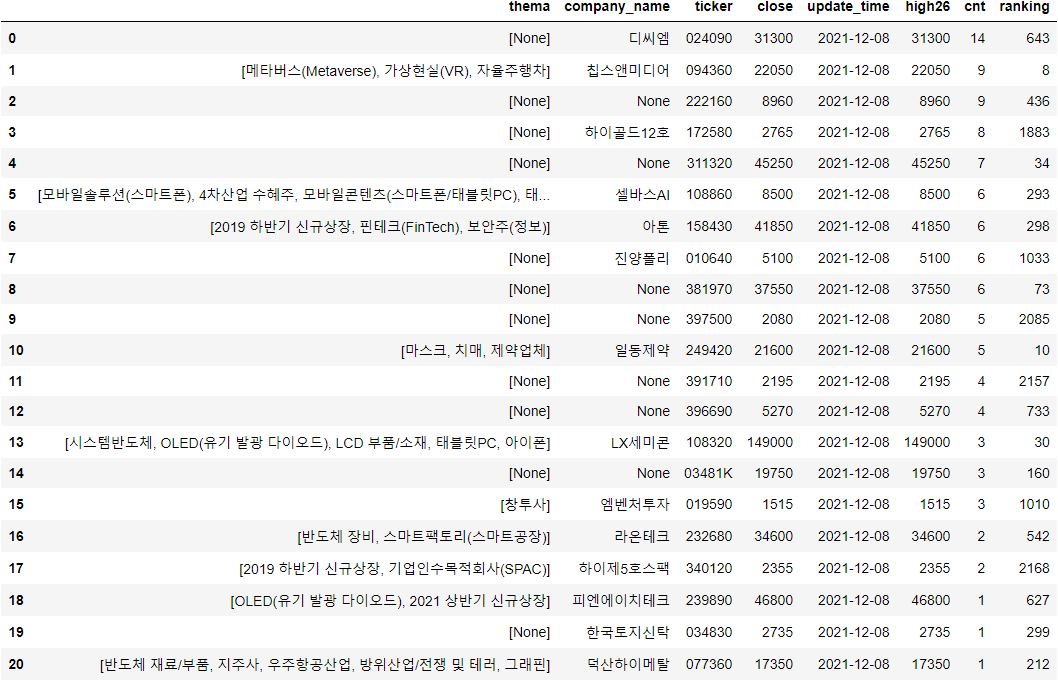 thema company_name ticker close update_time high26 cnt ranking
0 [None] 디씨엠 024090 31300 2021-12-08 31300 14 643
1 [메타버스(Metaverse), 가상현실(VR), 자율주행차] 칩스앤미디어 094360 22050 2021-12-08 22050 9 8
2 [None] None 222160 8960 2021-12-08 8960 9 436
3 [None] 하이골드12호 172580 2765 2021-12-08 2765 8 1883
4 [None] None 311320 45250 2021-12-08 45250 7 34
5 [모바일솔루션(스마트폰), 4차산업 수혜주, 모바일콘텐츠(스마트폰/태블릿PC), 태... 셀바스AI 108860 8500 2021-12-08 8500 6 293
6 [2019 하반기 신규상장, 핀테크(FinTech), 보안주(정보)] 아톤 158430 41850 2021-12-08 41850 6 298
7 [None] 진양폴리 010640 5100 2021-12-08 5100 6 1033
8 [None] None 381970 37550 2021-12-08 37550 6 73
9 [None] None 397500 2080 2021-12-08 2080 5 2085
10 [마스크, 치매, 제약업체] 일동제약 249420 21600 2021-12-08 21600 5 10
11 [None] None 391710 2195 2021-12-08 2195 4 2157
12 [None] None 396690 5270 2021-12-08 5270 4 733
13 [시스템반도체, OLED(유기 발광 다이오드), LCD 부품/소재, 태블릿PC, 아이폰] LX세미콘 108320 149000 2021-12-08 149000 3 30
14 [None] None 03481K 19750 2021-12-08 19750 3 160
15 [창투사] 엠벤처투자 019590 1515 2021-12-08 1515 3 1010
16 [반도체 장비, 스마트팩토리(스마트공장)] 라온테크 232680 34600 2021-12-08 34600 2 542
17 [2019 하반기 신규상장, 기업인수목적회사(SPAC)] 하이제5호스팩 340120 2355 2021-12-08 2355 2 2168
18 [OLED(유기 발광 다이오드), 2021 상반기 신규상장] 피엔에이치테크 239890 46800 2021-12-08 46800 1 627
19 [None] 한국토지신탁 034830 2735 2021-12-08 2735 1 299
20 [반도체 재료/부품, 지주사, 우주항공산업, 방위산업/전쟁 및 테러, 그래핀] 덕산하이메탈 077360 17350 2021-12-08 17350 1 212